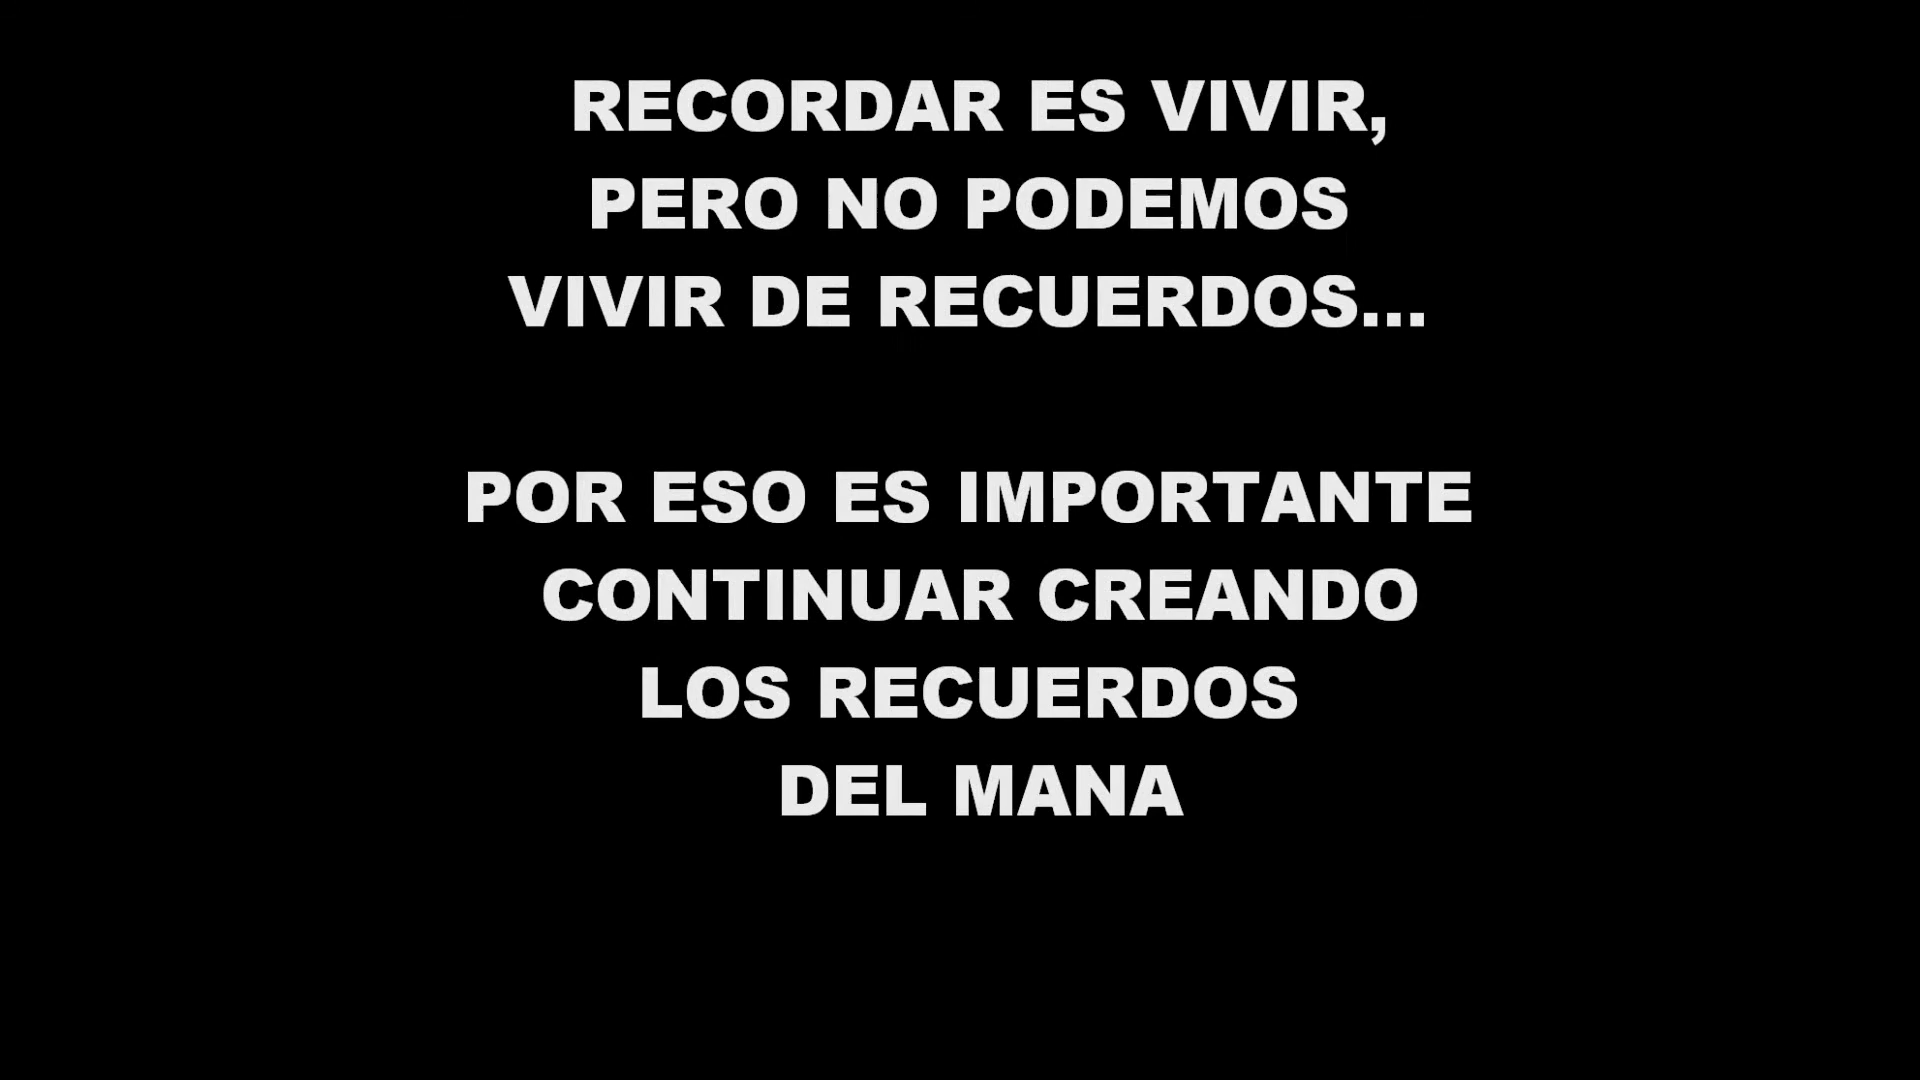 RECORDAR ES VIVIR,
PERO NO PODEMOS
VIVIR DE RECUERDOS...
POR ESO ES IMPORTANTE
CONTINUAR CREANDO
LOS RECUERDOS
DEL MANA